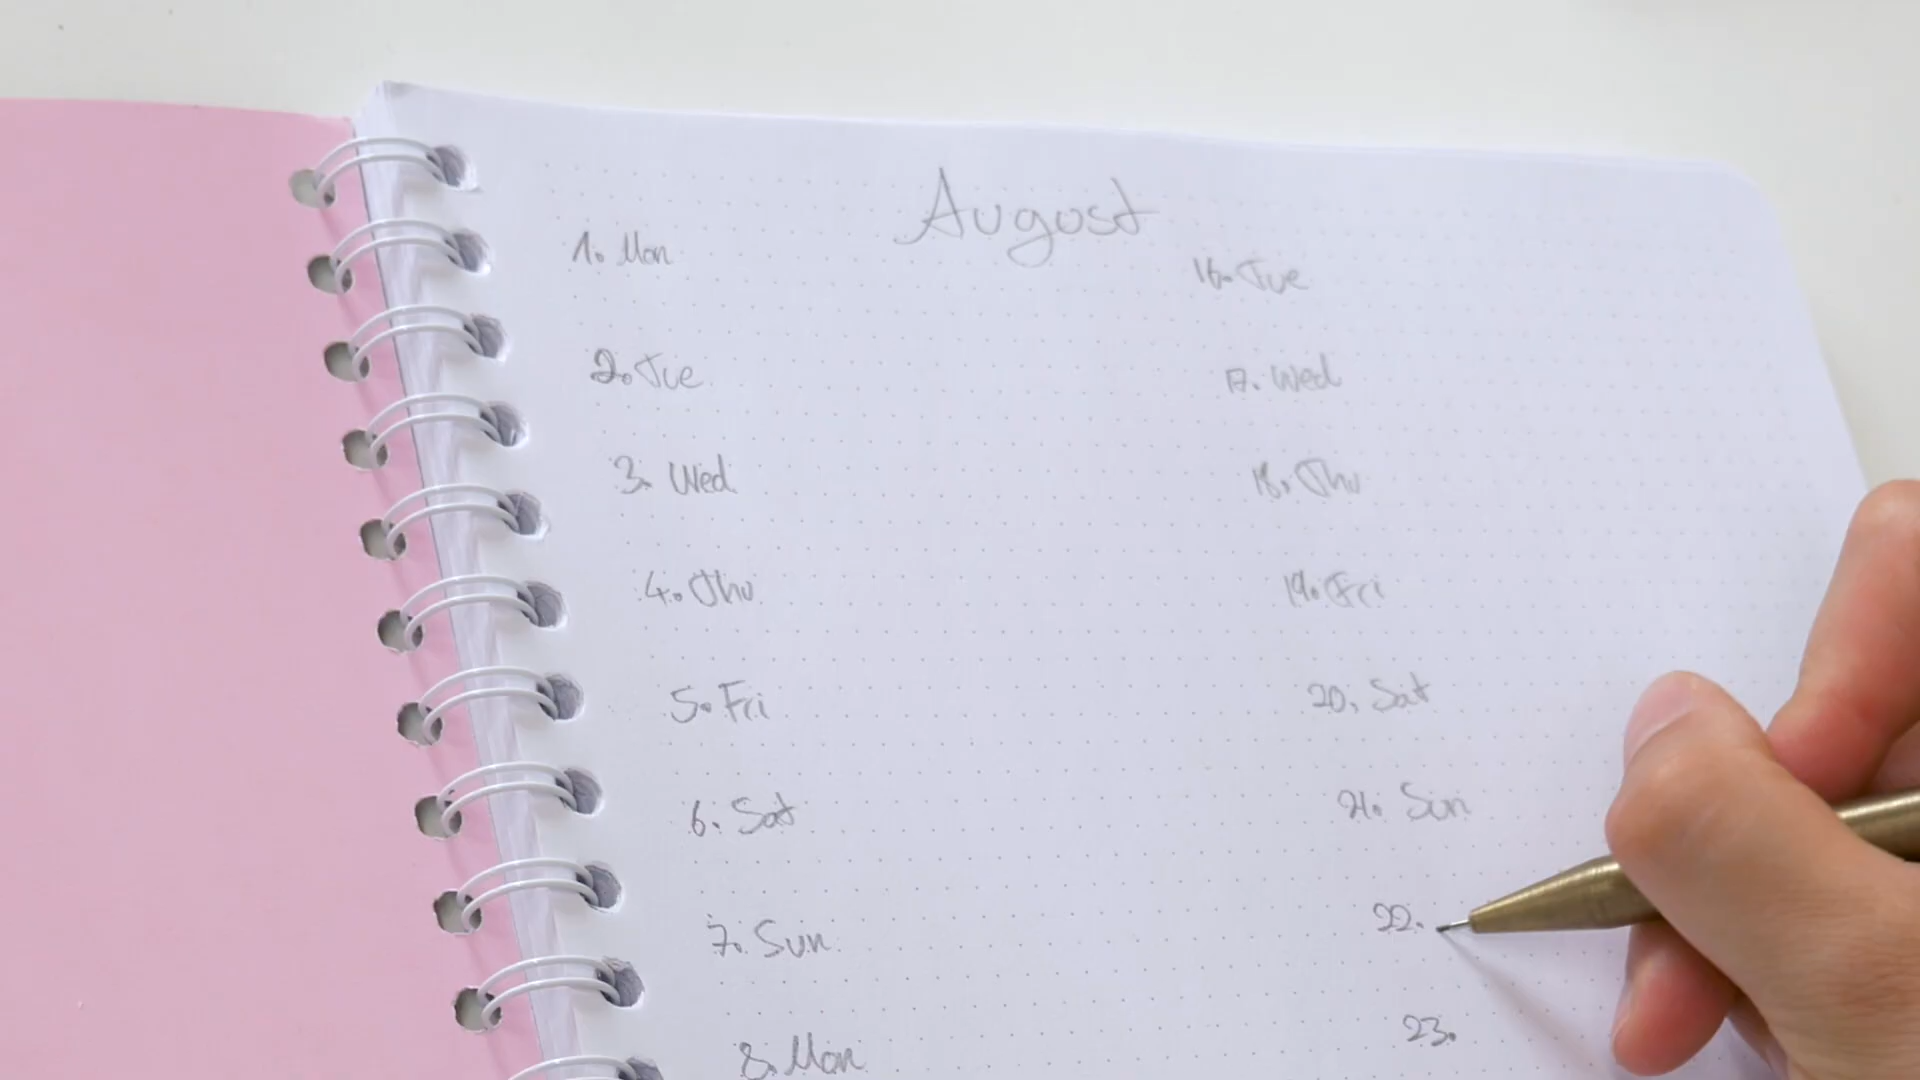 August
1. Mon
2. Tue
3. Wed
4. Thu
5. Fri
6. Sat
7. Sun
8. Mon
16. Tue
17. Wed
18. Thu
19. Fri
20. Sat
21. Sun
22.
23.